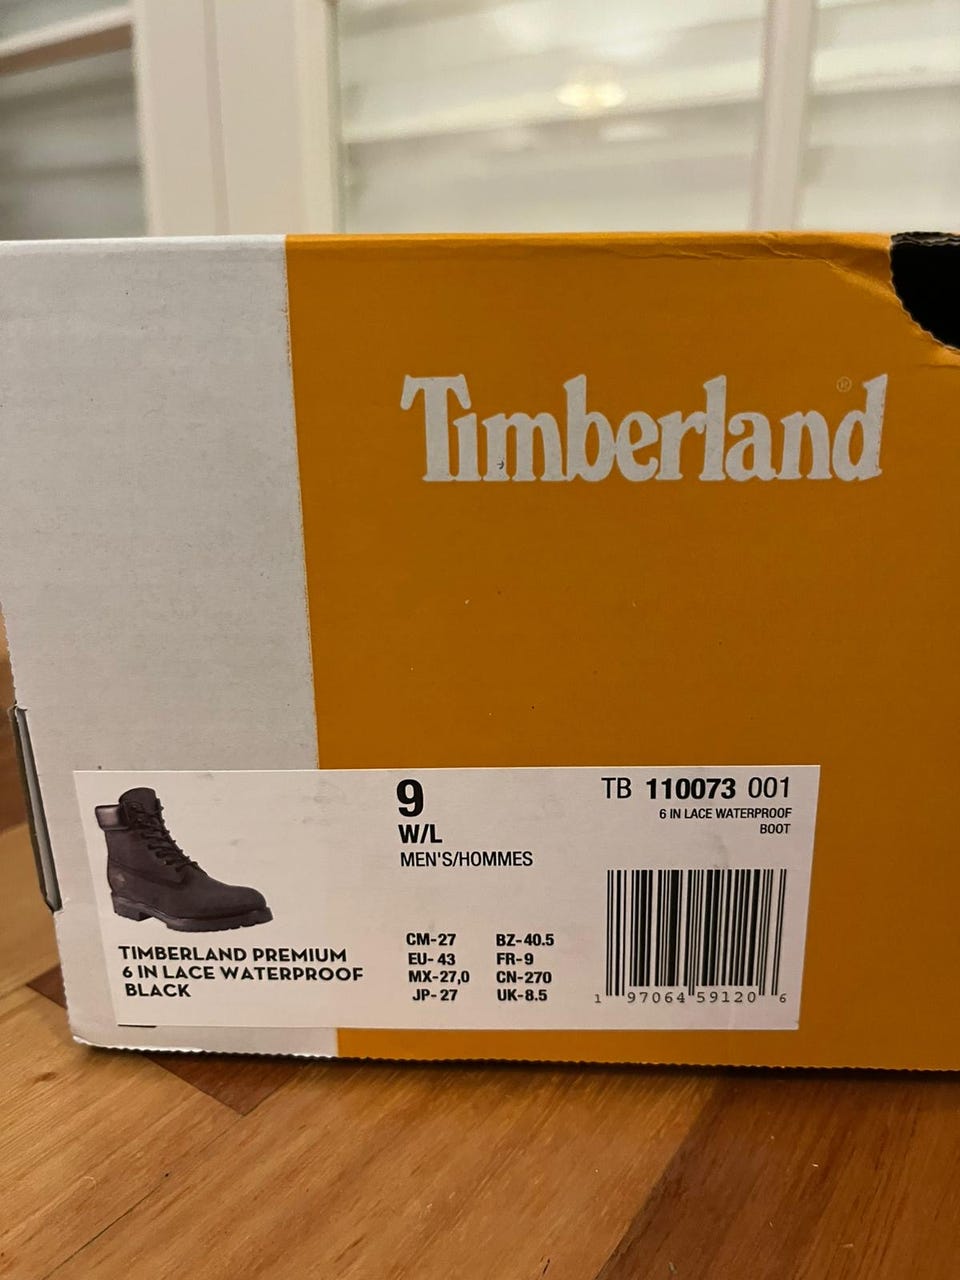 Timberland®
9
W/L
MEN'S/HOMMES
TB 110073 001
6 IN LACE WATERPROOF
BOOT
TIMBERLAND PREMIUM
6 IN LACE WATERPROOF
BLACK
CM-27 BZ-40.5
EU-43 FR-9
MX-27,0 CN-270
JP-27 UK-8.5
1 97064 59120 6